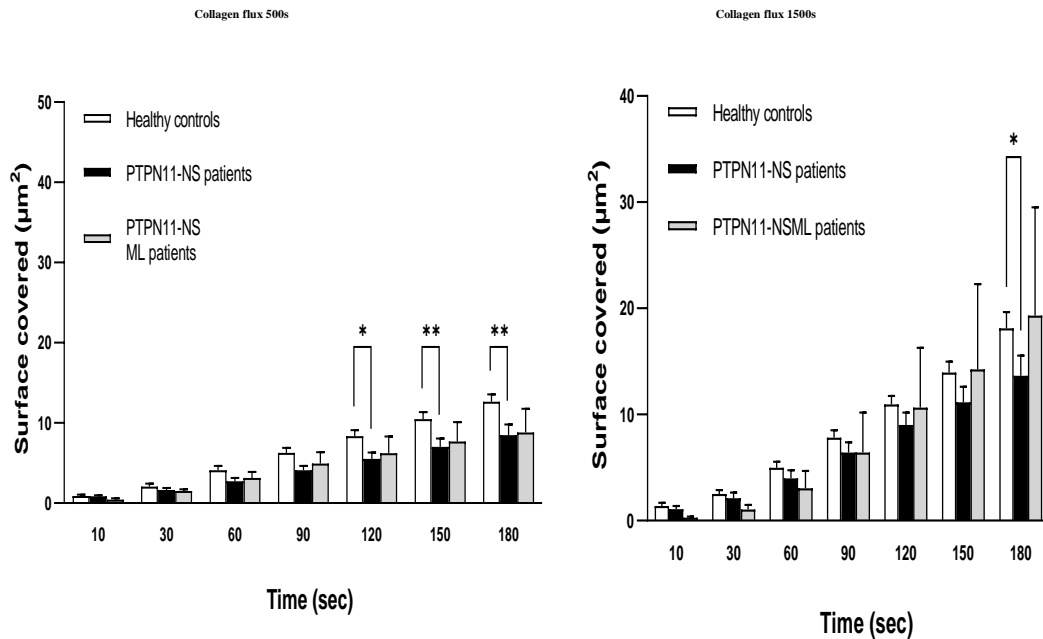 Collagen flux 500s
Surface covered (µm²)
50
40
30
20
10
0
Healthy controls
PTPN11-NS patients
PTPN11-NS
ML patients
*
**
**
10 30 60 90 120 150 180
Time (sec)
Collagen flux 1500s
Surface covered (µm²)
40
30
20
10
0
Healthy controls
PTPN11-NS patients
PTPN11-NSML patients
*
10 30 60 90 120 150 180
Time (sec)